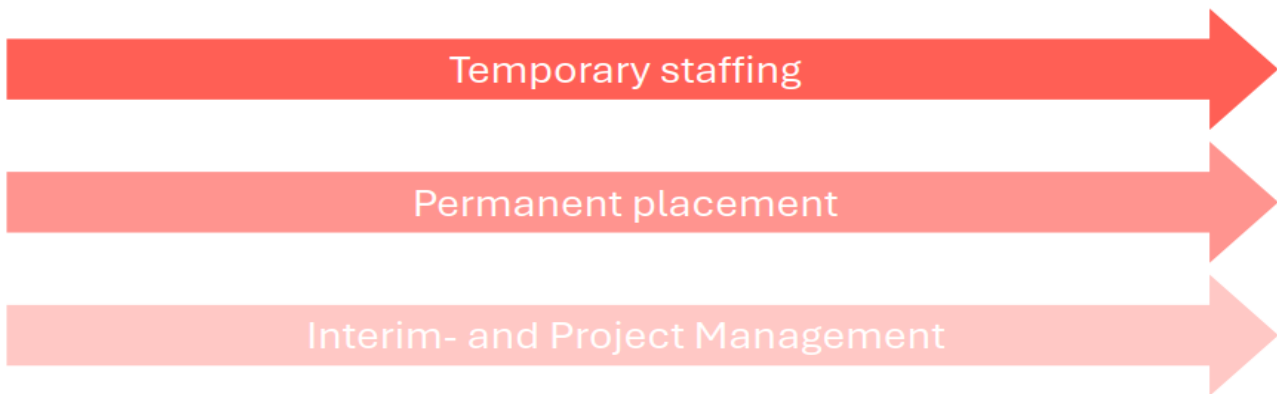 Temporary staffing
Permanent placement
Interim- and Project Management